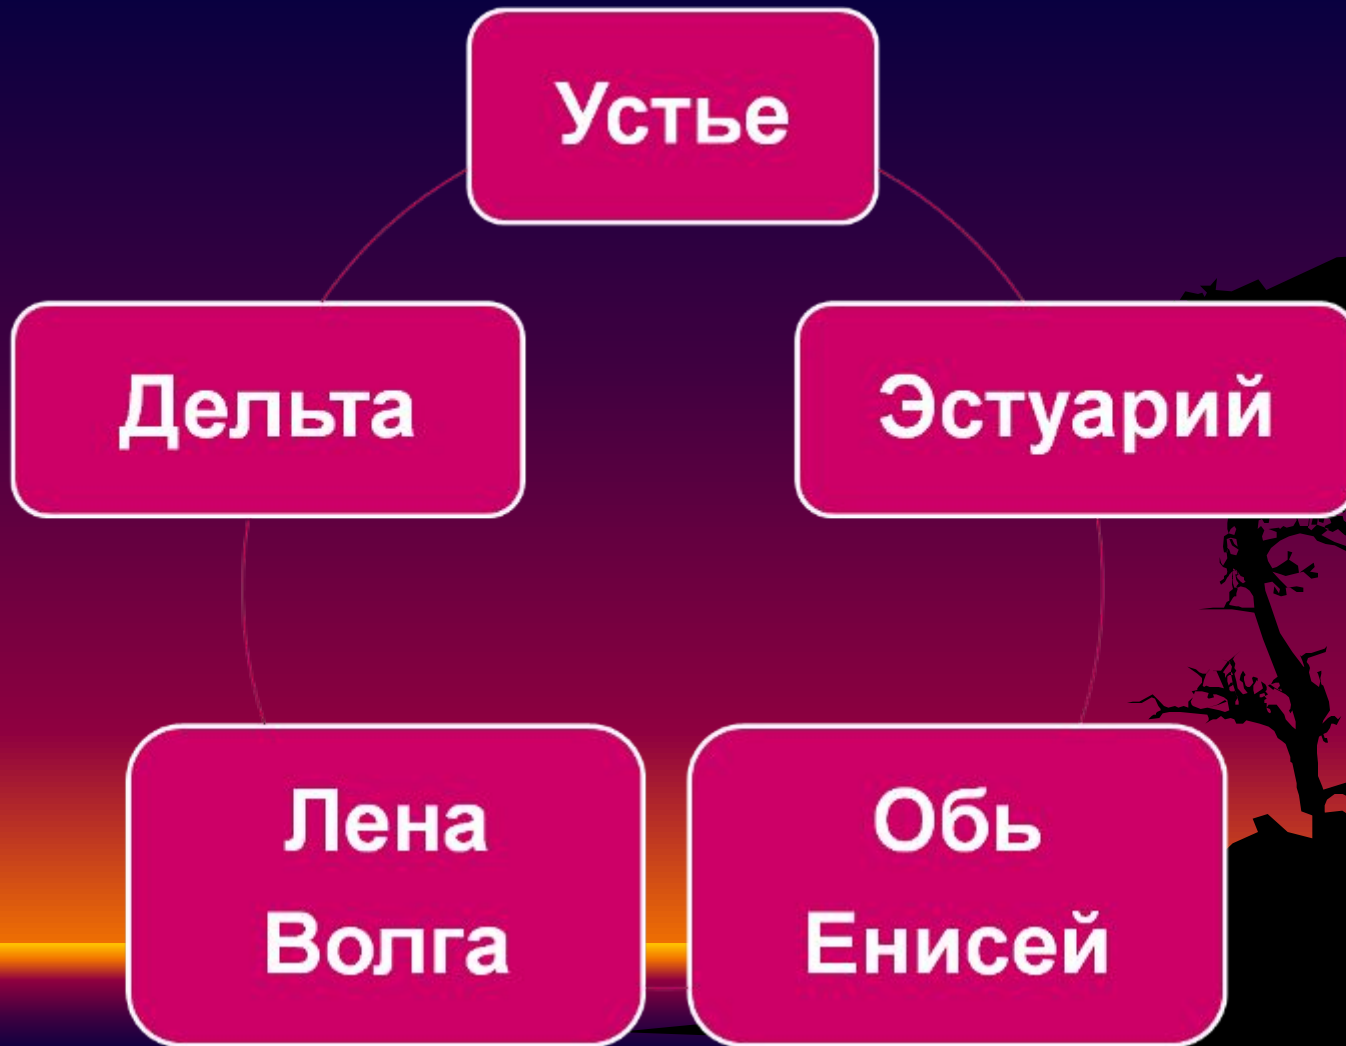 Устье
Дельта
Эстуарий
Лена
Волга
Обь
Енисей